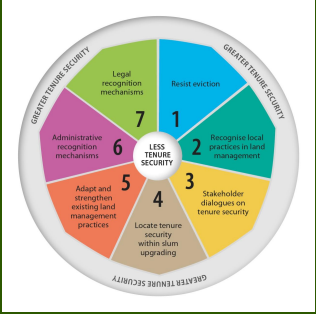 GREATER TENURE SECURITY
GREATER TENURE SECURITY
GREATER TENURE SECURITY
LESS
TENURE
SECURITY
1
Resist eviction
2
Recognise local
practices in land
management
3
Stakeholder
dialogues on
tenure security
4
Locate tenure
security
within slum
upgrading
5
Adapt and
strengthen
existing land
management
practices
6
Administrative
recognition
mechanisms
7
Legal
recognition
mechanisms